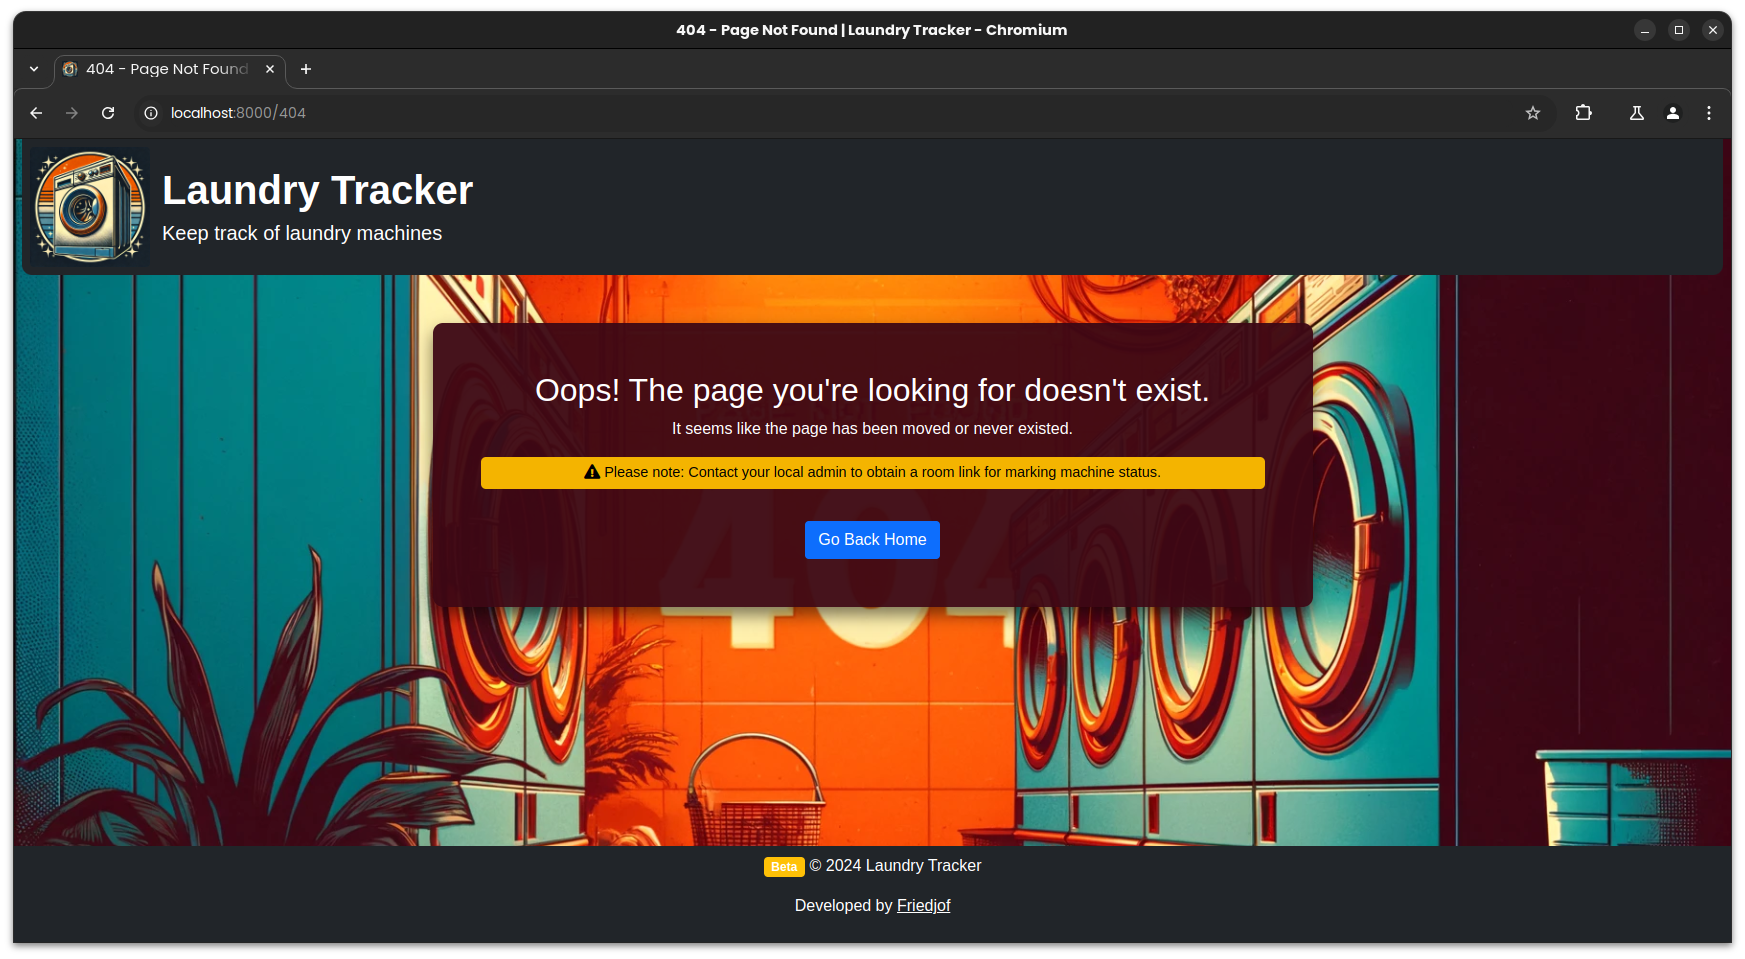 404 - Page Not Found | Laundry Tracker - Chromium
404 - Page Not Found
localhost:8000/404
Laundry Tracker
Keep track of laundry machines
Oops! The page you're looking for doesn't exist.
It seems like the page has been moved or never existed.
Please note: Contact your local admin to obtain a room link for marking machine status.
Go Back Home
404
Beta © 2024 Laundry Tracker
Developed by Friedjof